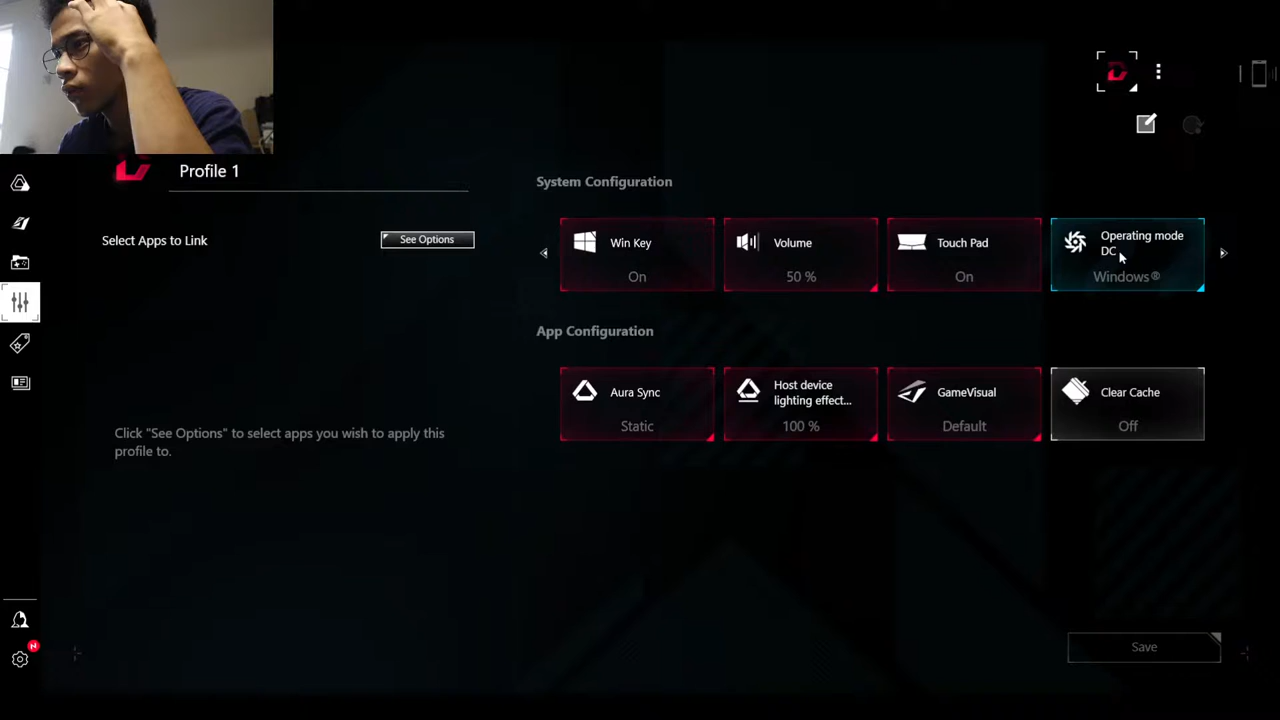 Profile 1
Select Apps to Link
See Options
Click "See Options" to select apps you wish to apply this
profile to.
System Configuration
Win Key
On
Volume
50 %
Touch Pad
On
Operating mode
DC
Windows®
App Configuration
Aura Sync
Static
Host device
lighting effect...
100 %
GameVisual
Default
Clear Cache
Off
N
Save